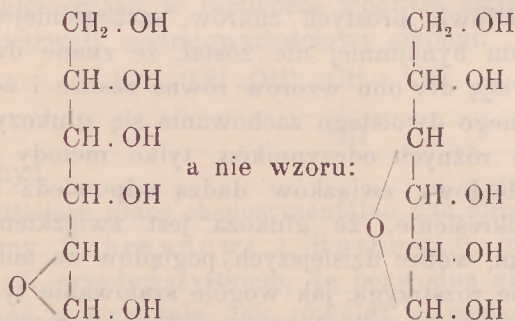 CH₂ . OH CH₂ . OH
CH . OH CH . OH
CH . OH CH
a nie wzoru:
CH . OH CH . OH
O
CH CH . OH
O
CH . OH CH . OH